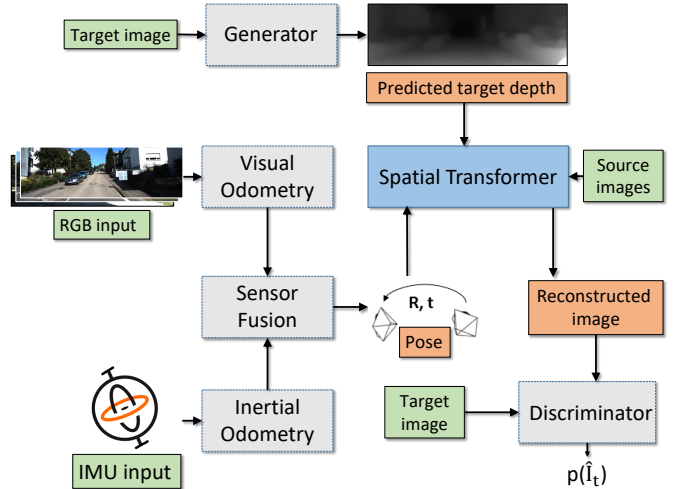 Target image
Generator
Predicted target depth
Visual
Odometry
Spatial Transformer
Source
images
RGB input
Sensor
Fusion
R, t
Pose
Reconstructed
image
Inertial
Odometry
IMU input
Target
image
Discriminator
p(Î_t)